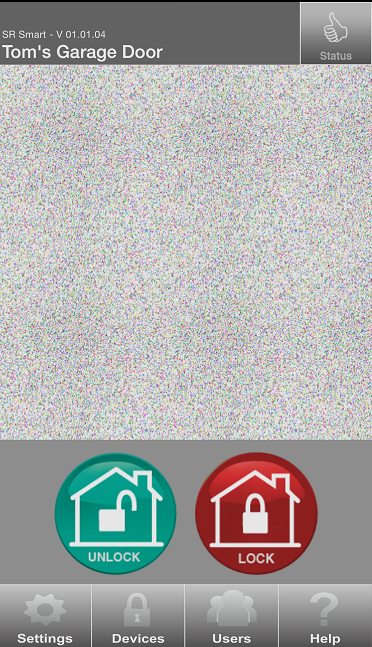 SR Smart - V 01.01.04
Tom's Garage Door
Status
UNLOCK
LOCK
Settings
Devices
Users
Help